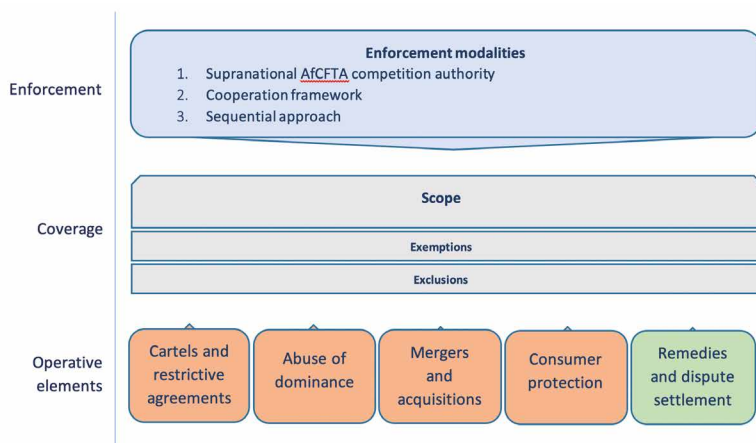 Enforcement modalities
1. Supranational AfCFTA competition authority
2. Cooperation framework
3. Sequential approach
Enforcement
Scope
Coverage
Exemptions
Exclusions
Operative
elements
Cartels and
restrictive
agreements
Abuse of
dominance
Mergers
and
acquisitions
Consumer
protection
Remedies
and dispute
settlement